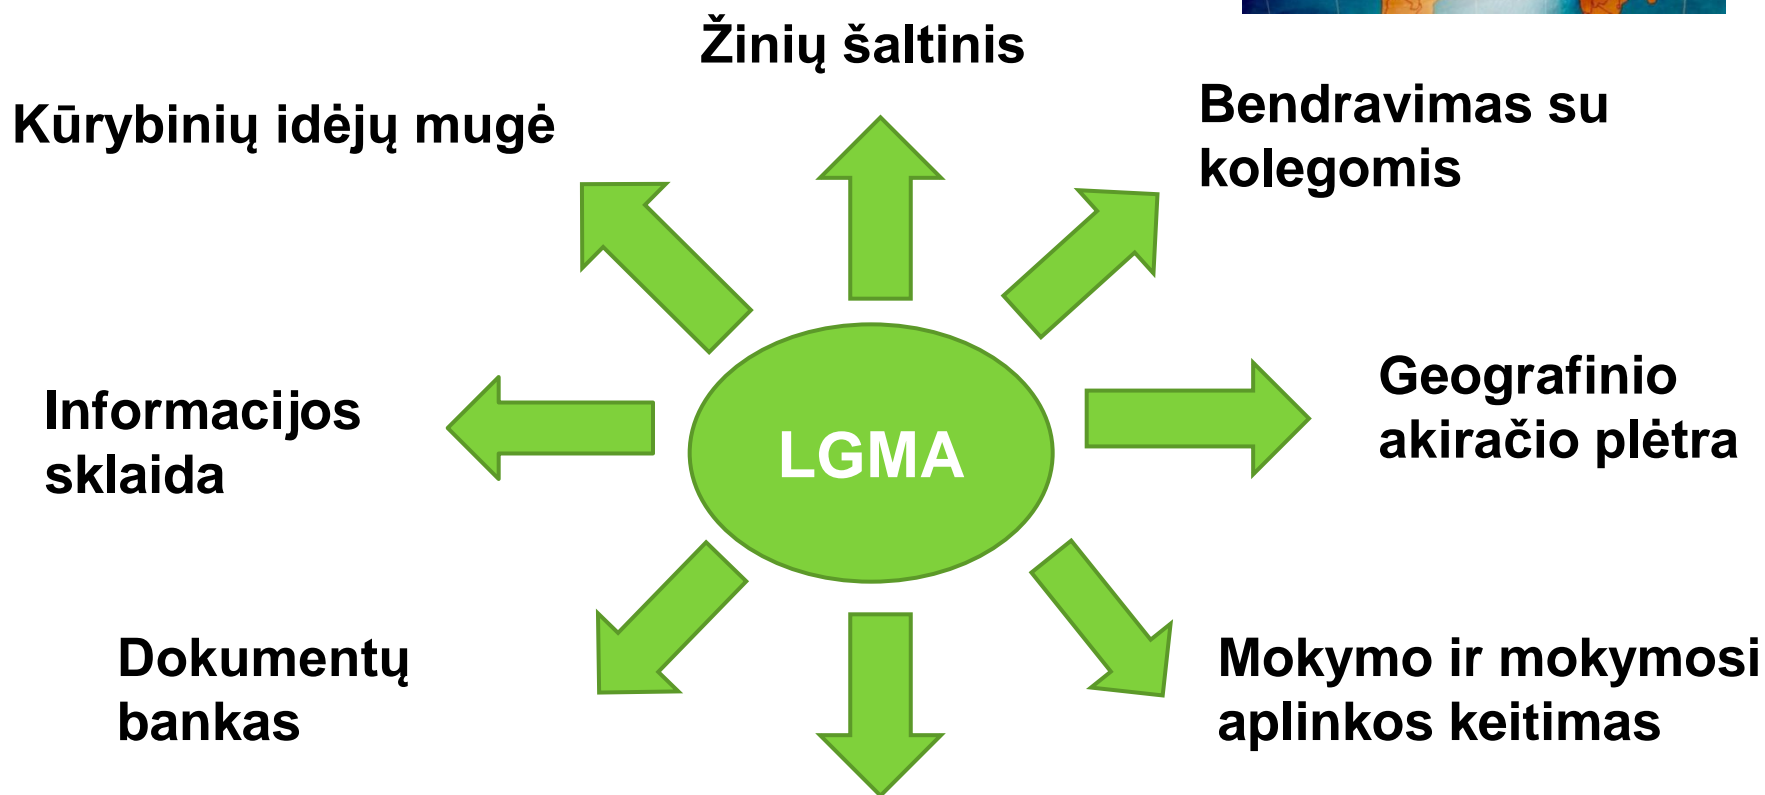 Žinių šaltinis
Kūrybinių idėjų mugė
Bendravimas su
kolegomis
Informacijos
sklaida
LGMA
Geografinio
akiračio plėtra
Dokumentų
bankas
Mokymo ir mokymosi
aplinkos keitimas